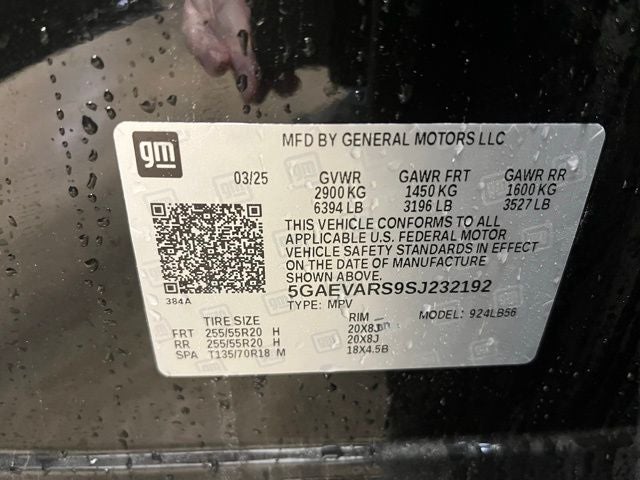 gm
MFD BY GENERAL MOTORS LLC
03/25 GVWR GAWR FRT GAWR RR
2900 KG 1450 KG 1600 KG
6394 LB 3196 LB 3527 LB
THIS VEHICLE CONFORMS TO ALL
APPLICABLE U.S. FEDERAL MOTOR
VEHICLE SAFETY STANDARDS IN EFFECT
ON THE DATE OF MANUFACTURE
SHOWN ABOVE.
384A
5GAEVARS9SJ232192
TYPE: MPV MODEL: 924LB56
TIRE SIZE RIM
FRT 255/55R20 H 20X8J
RR 255/55R20 H 20X8J
SPA T135/70R18 M 18X4.5B